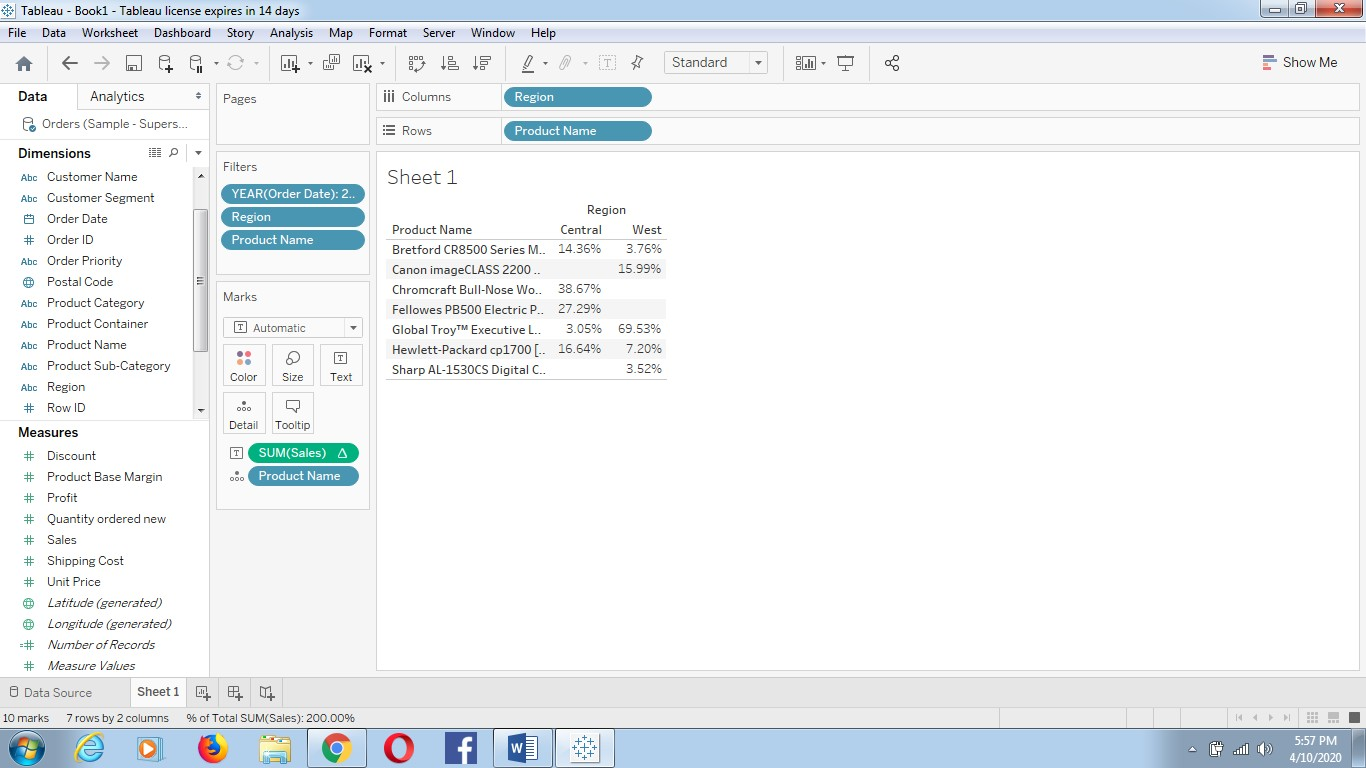 Tableau - Book1 - Tableau license expires in 14 days
File Data Worksheet Dashboard Story Analysis Map Format Server Window Help
Standard
Show Me
Data Analytics
Orders (Sample - Supers...
Dimensions
Abc Customer Name
Abc Customer Segment
Order Date
# Order ID
Abc Order Priority
Postal Code
Abc Product Category
Abc Product Container
Abc Product Name
Abc Product Sub-Category
Abc Region
# Row ID
Measures
# Discount
# Product Base Margin
# Profit
# Quantity ordered new
# Sales
# Shipping Cost
# Unit Price
Latitude (generated)
Longitude (generated)
=# Number of Records
# Measure Values
Pages
Filters
YEAR(Order Date): 2..
Region
Product Name
Marks
T Automatic
Color Size T Text
Detail Tooltip
T SUM(Sales) Δ
Product Name
Columns Region
Rows Product Name
Sheet 1
Region
Product Name Central West
Bretford CR8500 Series M.. 14.36% 3.76%
Canon imageCLASS 2200 .. 15.99%
Chromcraft Bull-Nose Wo.. 38.67%
Fellowes PB500 Electric P.. 27.29%
Global Troy™ Executive L.. 3.05% 69.53%
Hewlett-Packard cp1700 [.. 16.64% 7.20%
Sharp AL-1530CS Digital C.. 3.52%
Data Source Sheet 1
10 marks 7 rows by 2 columns % of Total SUM(Sales): 200.00%
5:57 PM
4/10/2020